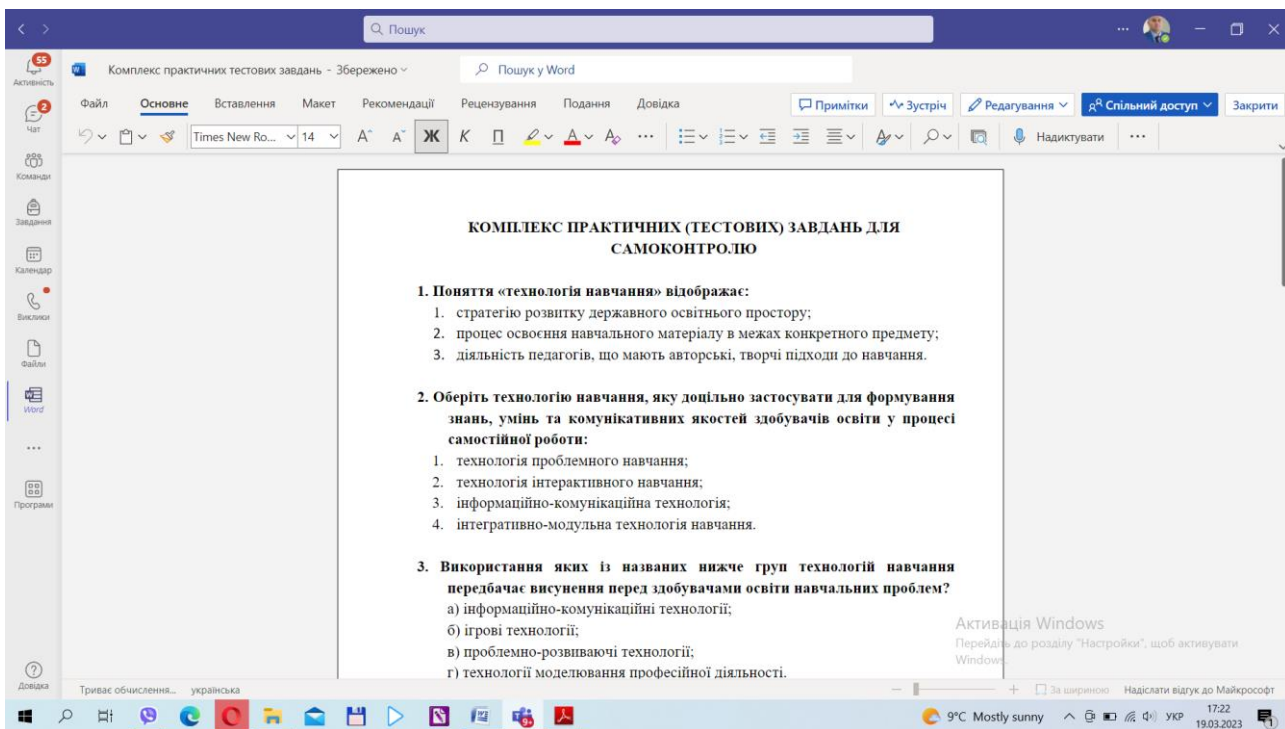 Пошук
55
Активність
2
Чат
Команди
Завдання
Календар
Виклики
Файли
Word
Програми
Довідка
Комплекс практичних тестових завдань - Збережено
Пошук у Word
Файл Основне Вставлення Макет Рекомендації Рецензування Подання Довідка Примітки Зустріч Редагування Спільний доступ Закрити
Times New Ro... 14 А А Ж К П А А Надиктувати
КОМПЛЕКС ПРАКТИЧНИХ (ТЕСТОВИХ) ЗАВДАНЬ ДЛЯ
САМОКОНТРОЛЮ
1. Поняття «технологія навчання» відображає:
1. стратегію розвитку державного освітнього простору;
2. процес освоєння навчального матеріалу в межах конкретного предмету;
3. діяльність педагогів, що мають авторські, творчі підходи до навчання.
2. Оберіть технологію навчання, яку доцільно застосувати для формування
знань, умінь та комунікативних якостей здобувачів освіти у процесі
самостійної роботи:
1. технологія проблемного навчання;
2. технологія інтерактивного навчання;
3. інформаційно-комунікаційна технологія;
4. інтегративно-модульна технологія навчання.
3. Використання яких із названих нижче груп технологій навчання
передбачає висунення перед здобувачами освіти навчальних проблем?
а) інформаційно-комунікаційні технології;
б) ігрові технології;
в) проблемно-розвиваючі технології;
г) технології моделювання професійної діяльності.
Активація Windows
Перейдіть до розділу "Настройки", щоб активувати
Windows.
Триває обчислення... українська
За шириною Надіслати відгук до Майкрософт
9°C Mostly sunny УКР 17:22
19.03.2023